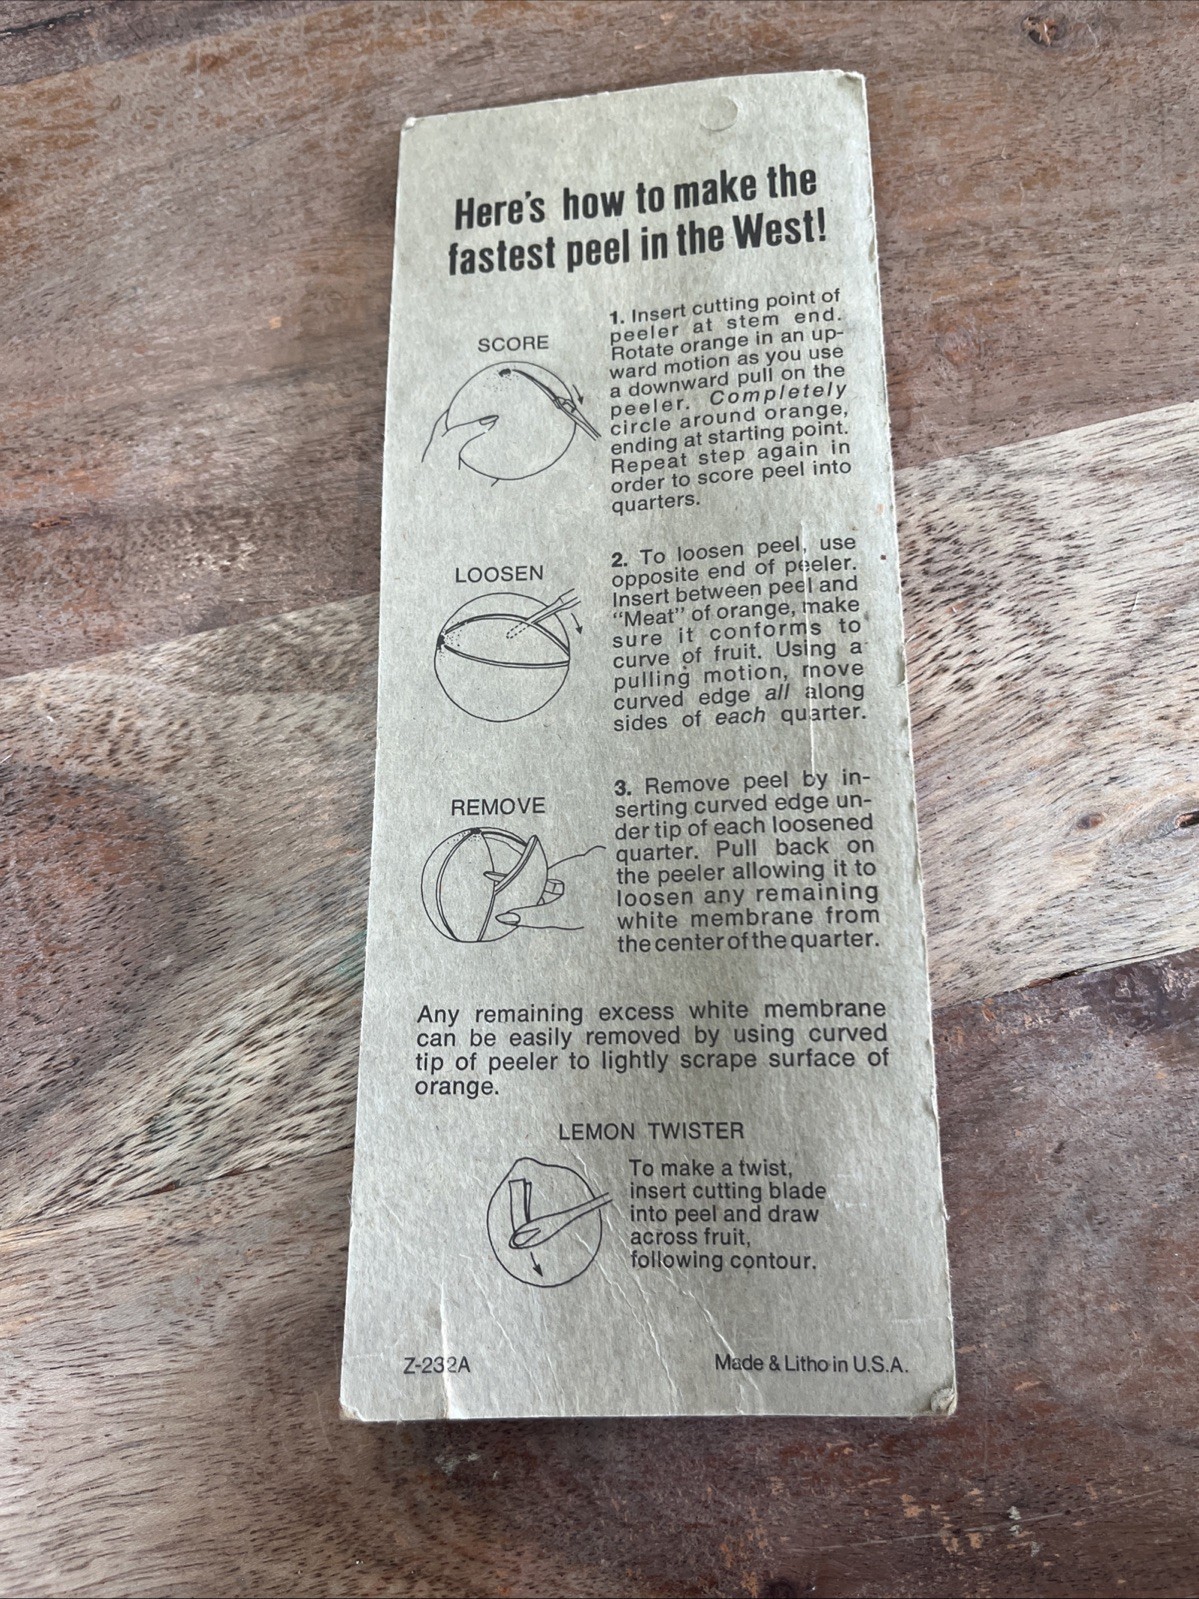 Here's how to make the
fastest peel in the West!
SCORE
1. Insert cutting point of
peeler at stem end.
Rotate orange in an up-
ward motion as you use
a downward pull on the
peeler. Completely
circle around orange,
ending at starting point.
Repeat step again in
order to score peel into
quarters.
LOOSEN
2. To loosen peel, use
opposite end of peeler.
Insert between peel and
“Meat” of orange, make
sure it conforms to
curve of fruit. Using a
pulling motion, move
curved edge all along
sides of each quarter.
REMOVE
3. Remove peel by in-
serting curved edge un-
der tip of each loosened
quarter. Pull back on
the peeler allowing it to
loosen any remaining
white membrane from
the center of the quarter.
Any remaining excess white membrane
can be easily removed by using curved
tip of peeler to lightly scrape surface of
orange.
LEMON TWISTER
To make a twist,
insert cutting blade
into peel and draw
across fruit,
following contour.
Z-232A
Made & Litho in U.S.A.